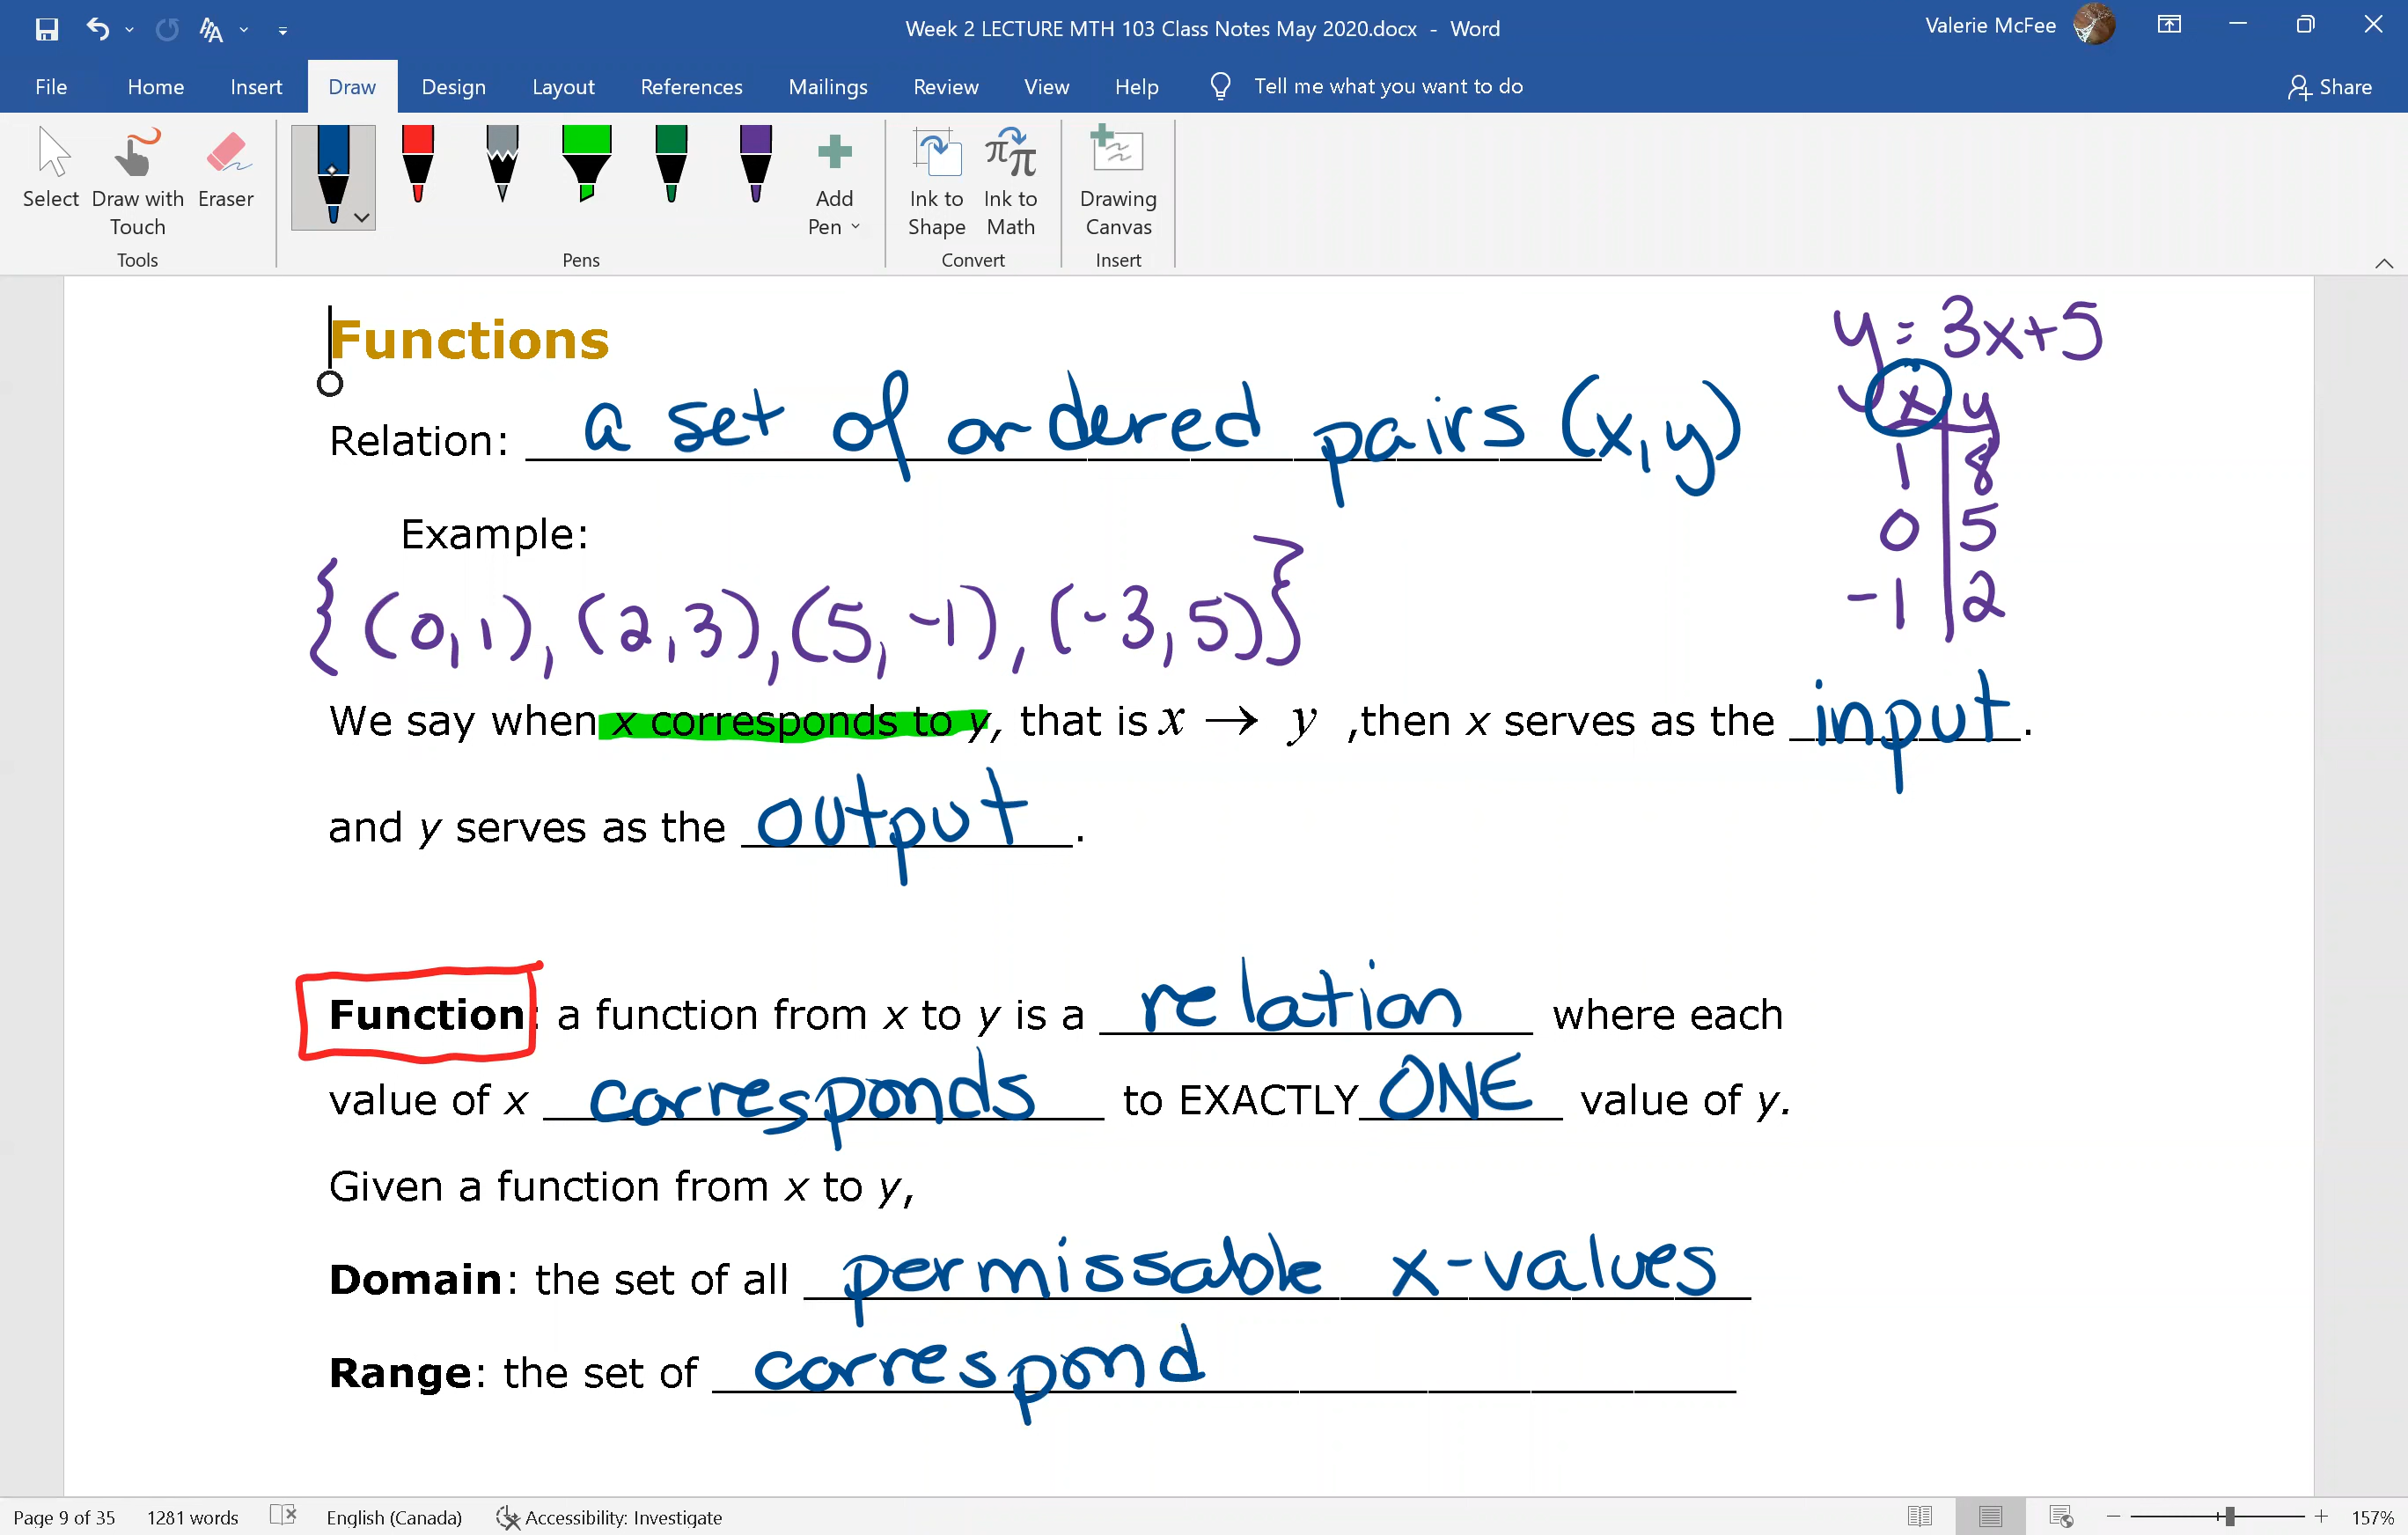 Week 2 LECTURE MTH 103 Class Notes May 2020.docx - Word
Valerie McFee
File Home Insert Draw Design Layout References Mailings Review View Help Tell me what you want to do Share
Select Draw with Touch Eraser
Add Pen
Ink to Shape Ink to Math
Drawing Canvas
Tools Pens Convert Insert
Functions
y = 3x+5
Relation: a set of ordered pairs (x,y)
x y
1 8
0 5
-1 2
Example:
{(0,1), (2,3), (5,-1), (-3,5)}
We say when x corresponds to y, that is x → y ,then x serves as the input.
and y serves as the output.
Function: a function from x to y is a relation where each
value of x corresponds to EXACTLY ONE value of y.
Given a function from x to y,
Domain: the set of all permissable x-values
Range: the set of correspond
Page 9 of 35 1281 words English (Canada) Accessibility: Investigate 157%